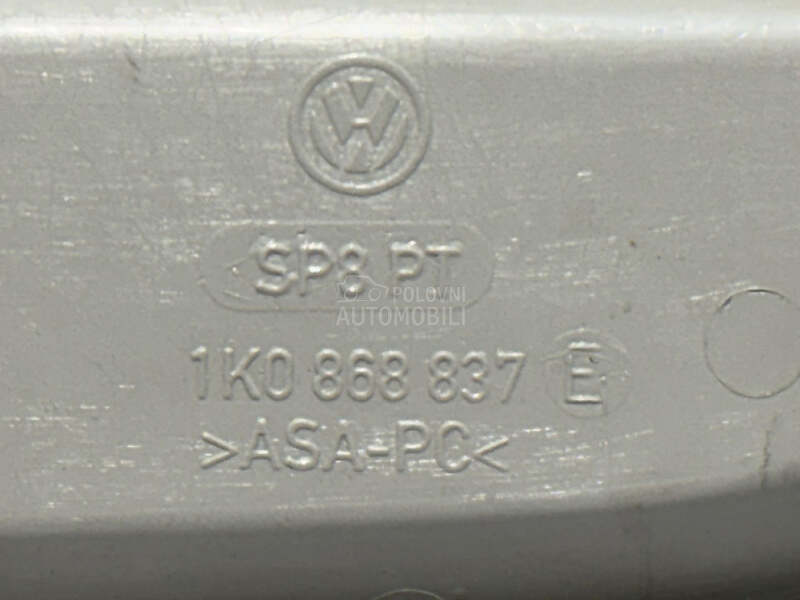 SP8 PT
POLOVNI
AUTOMOBILI
1K0 868 837 E
>ASA-PC<